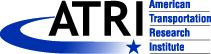 ATRI
American
Transportation
Research
Institute